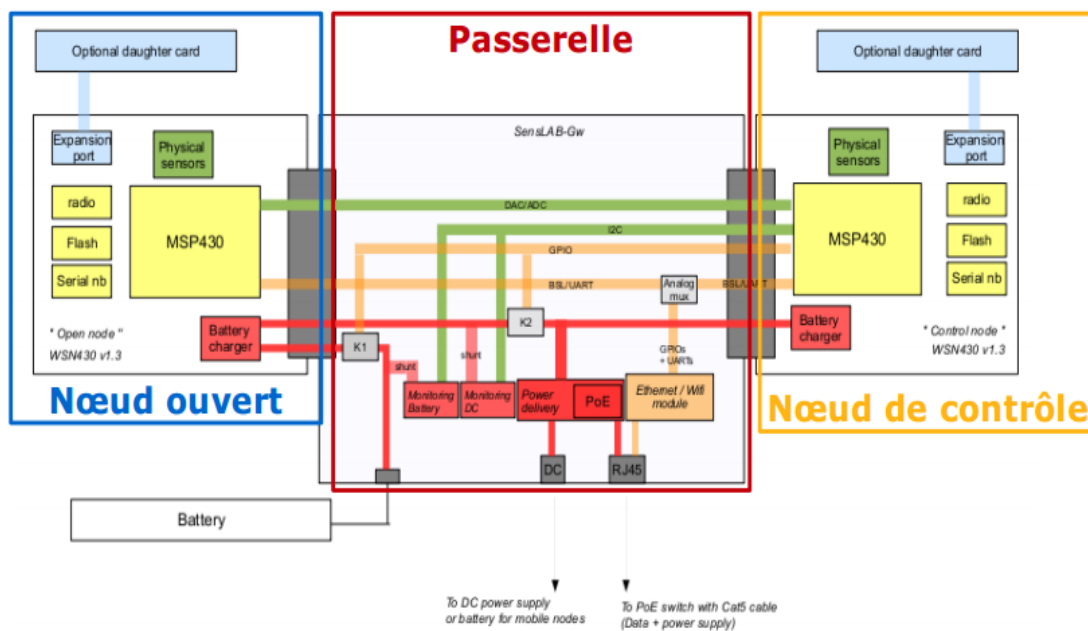 Optional daughter card
Passerelle
Optional daughter card
SensLAB-Gw
Expansion
port
Physical
sensors
Physical
sensors
Expansion
port
radio
Flash
Serial nb
MSP430
DAC/ADC
I2C
GPIO
BSL/UART
Analog
mux
BSL/UART
MSP430
radio
Flash
Serial nb
" Open node "
WSN430 v1.3
Battery
charger
K1
K2
shunt
shunt
GPIOs
+ UARTs
Battery
charger
" Control node "
WSN430 v1.3
Monitoring
Battery
Monitoring
DC
Power
delivery
PoE
Ethernet / Wifi
module
Nœud ouvert
Nœud de contrôle
DC
RJ45
Battery
To DC power supply
or battery for mobile nodes
To PoE switch with Cat5 cable
(Data + power supply)